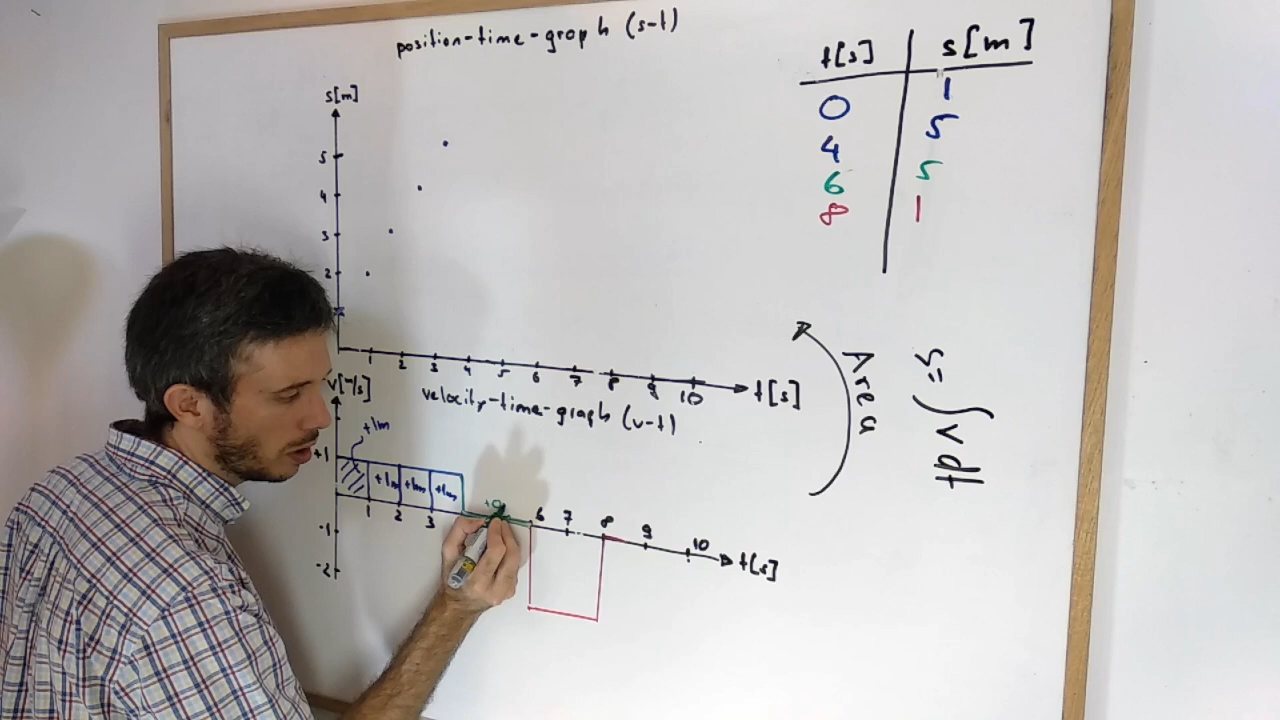 position-time-graph (s-t)
t[s] s[m]
0 1
4 5
6 5
8 1
s[m]
5
4
3
2
1 2 3 4 5 6 7 8 9 10 t[s]
velocity-time-graph (v-t)
+1m
+1
+1m +1m +1m
+0
1 2 3 6 7 8 9 10 t[s]
-1
-2
Area
s= ∫vdt